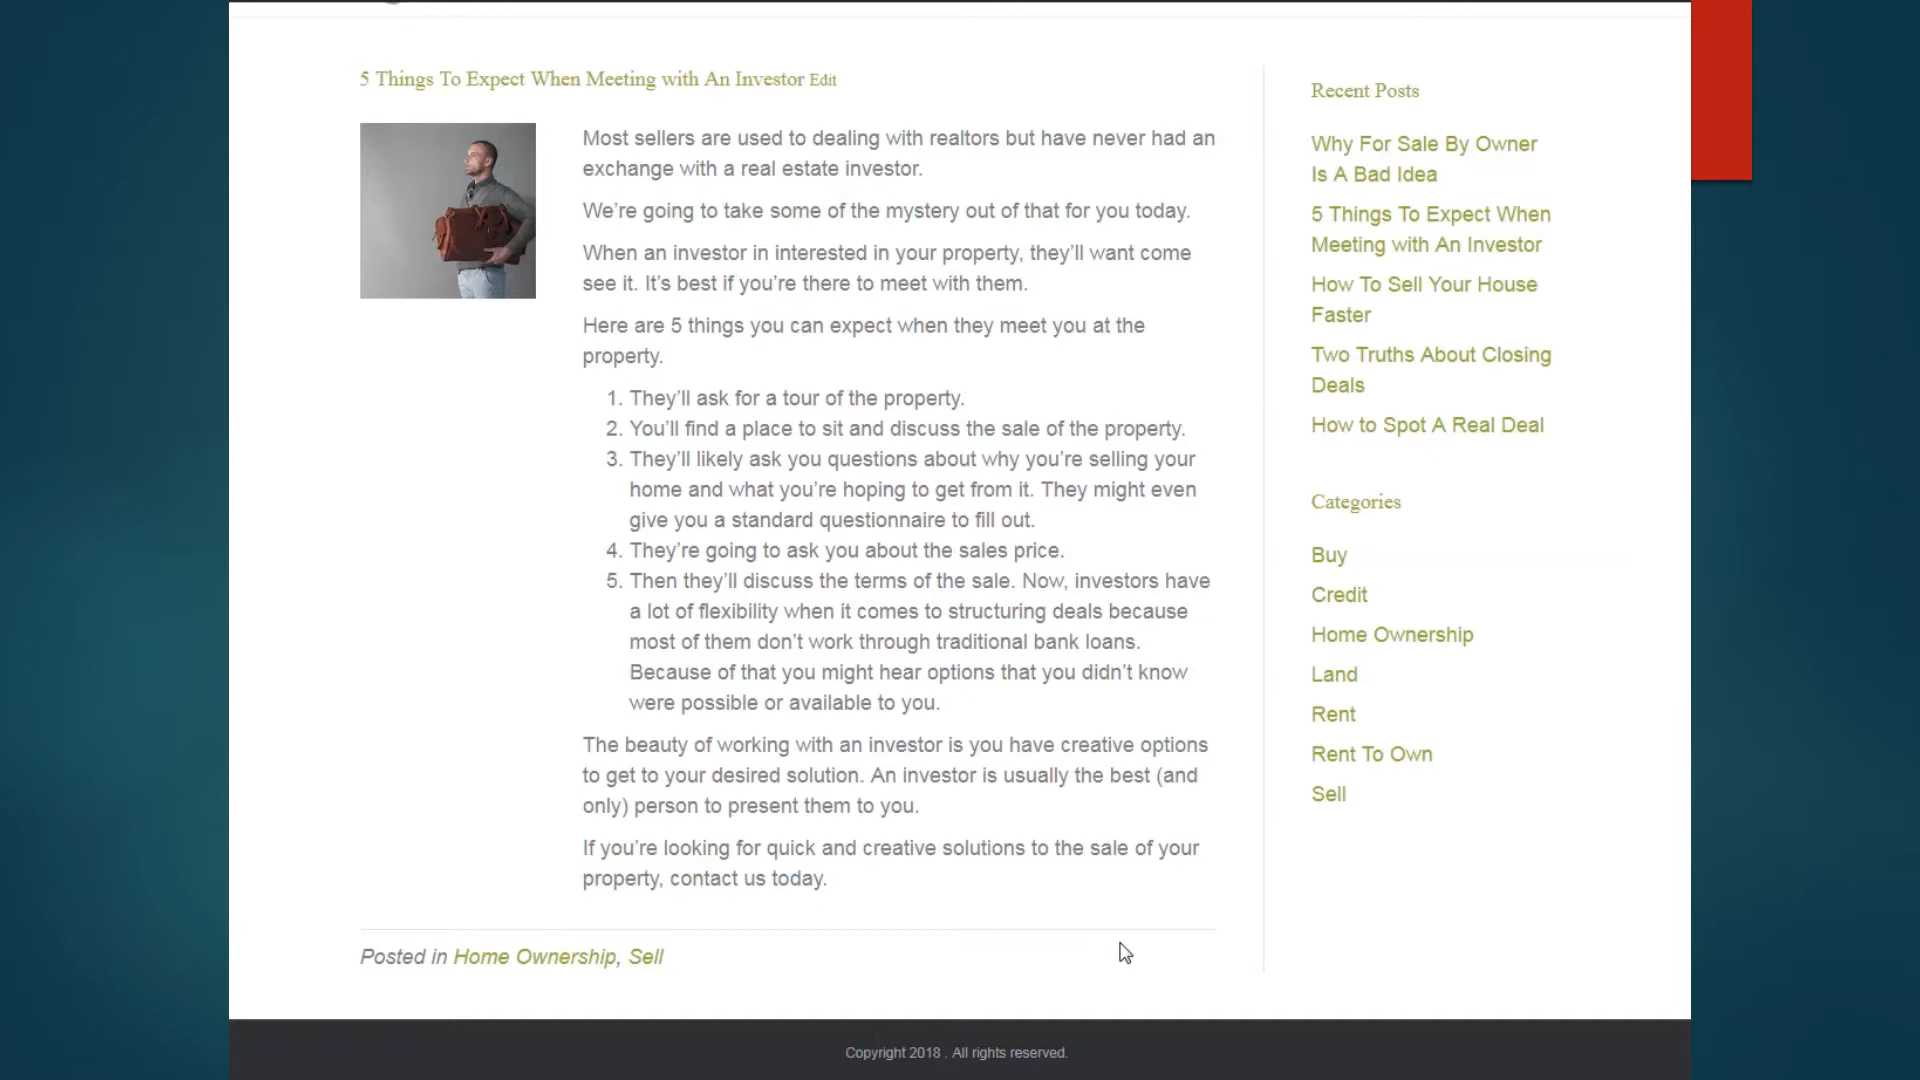 5 Things To Expect When Meeting with An Investor Edit
Most sellers are used to dealing with realtors but have never had an
exchange with a real estate investor.
We’re going to take some of the mystery out of that for you today.
When an investor in interested in your property, they’ll want come
see it. It’s best if you’re there to meet with them.
Here are 5 things you can expect when they meet you at the
property.
1. They’ll ask for a tour of the property.
2. You’ll find a place to sit and discuss the sale of the property.
3. They’ll likely ask you questions about why you’re selling your
home and what you’re hoping to get from it. They might even
give you a standard questionnaire to fill out.
4. They’re going to ask you about the sales price.
5. Then they’ll discuss the terms of the sale. Now, investors have
a lot of flexibility when it comes to structuring deals because
most of them don’t work through traditional bank loans.
Because of that you might hear options that you didn’t know
were possible or available to you.
The beauty of working with an investor is you have creative options
to get to your desired solution. An investor is usually the best (and
only) person to present them to you.
If you’re looking for quick and creative solutions to the sale of your
property, contact us today.
Posted in Home Ownership, Sell
Recent Posts
Why For Sale By Owner
Is A Bad Idea
5 Things To Expect When
Meeting with An Investor
How To Sell Your House
Faster
Two Truths About Closing
Deals
How to Spot A Real Deal
Categories
Buy
Credit
Home Ownership
Land
Rent
Rent To Own
Sell
Copyright 2018 . All rights reserved.